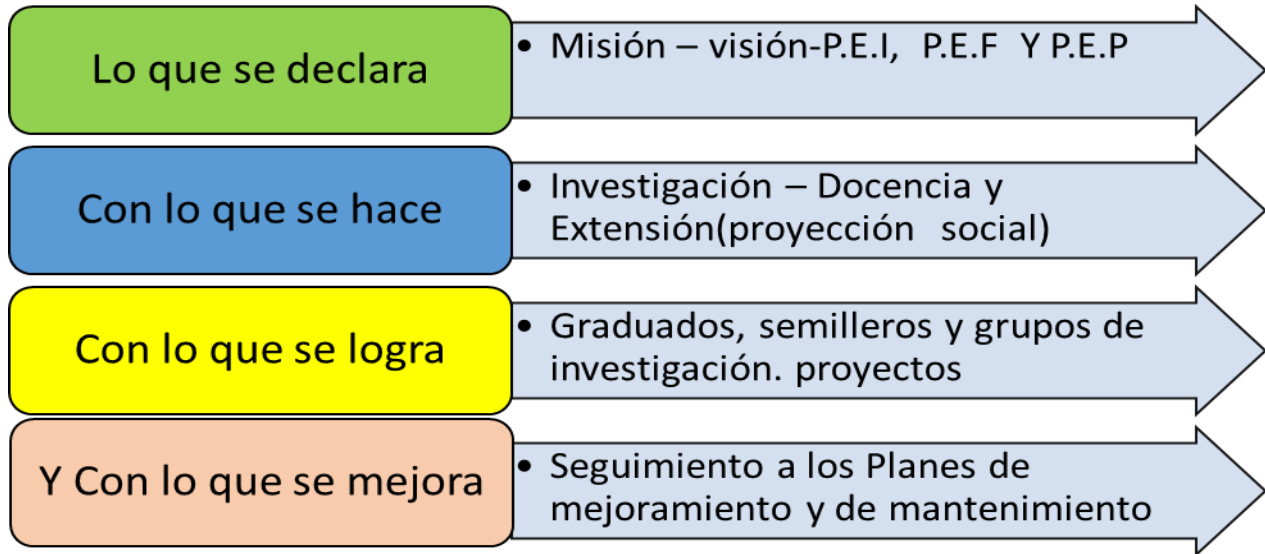 Lo que se declara
• Misión – visión-P.E.I, P.E.F Y P.E.P
Con lo que se hace
• Investigación – Docencia y
Extensión(proyección social)
Con lo que se logra
• Graduados, semilleros y grupos de
investigación. proyectos
Y Con lo que se mejora
• Seguimiento a los Planes de
mejoramiento y de mantenimiento